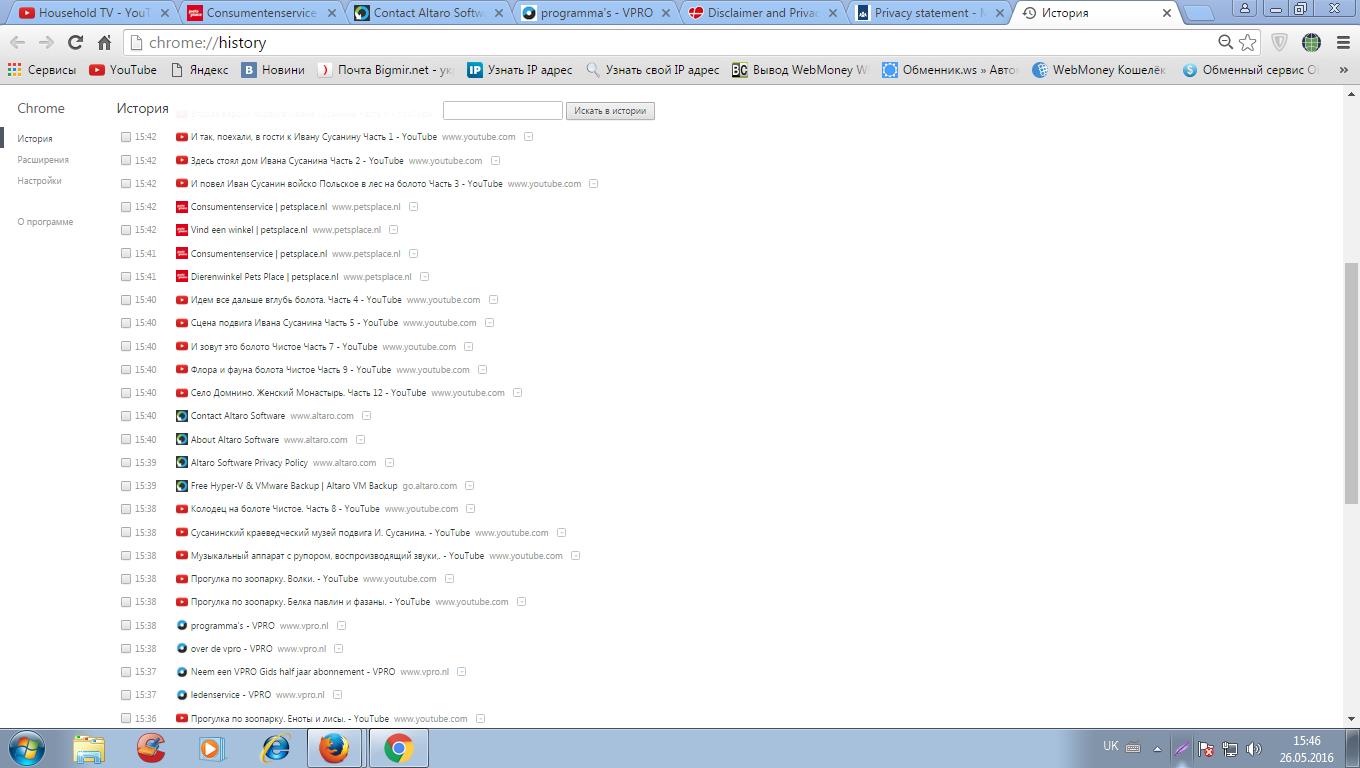 Household TV - YouT
Consumentenservice
Contact Altaro Softw
programma's - VPRO
Disclaimer and Privac
Privacy statement - M
История
chrome://history
Сервисы
YouTube
Яндекс
Новини
Почта Bigmir.net - ук
Узнать IP адрес
Узнать свой IP адрес
Вывод WebMoney W
Обменник.ws » Авто
WebMoney Кошелёк
Обменный сервис О
»
Chrome
История
Искать в истории
История
Расширения
Настройки
О программе
15:42 И так, поехали, в гости к Ивану Сусанину Часть 1 - YouTube www.youtube.com
15:42 Здесь стоял дом Ивана Сусанина Часть 2 - YouTube www.youtube.com
15:42 И повел Иван Сусанин войско Польское в лес на болото Часть 3 - YouTube www.youtube.com
15:42 Consumentenservice | petsplace.nl www.petsplace.nl
15:42 Vind een winkel | petsplace.nl www.petsplace.nl
15:41 Consumentenservice | petsplace.nl www.petsplace.nl
15:41 Dierenwinkel Pets Place | petsplace.nl www.petsplace.nl
15:40 Идем все дальше вглубь болота. Часть 4 - YouTube www.youtube.com
15:40 Сцена подвига Ивана Сусанина Часть 5 - YouTube www.youtube.com
15:40 И зовут это болото Чистое Часть 7 - YouTube www.youtube.com
15:40 Флора и фауна болота Чистое Часть 9 - YouTube www.youtube.com
15:40 Село Домнино. Женский Монастырь. Часть 12 - YouTube www.youtube.com
15:40 Contact Altaro Software www.altaro.com
15:40 About Altaro Software www.altaro.com
15:39 Altaro Software Privacy Policy www.altaro.com
15:39 Free Hyper-V & VMware Backup | Altaro VM Backup go.altaro.com
15:38 Колодец на болоте Чистое. Часть 8 - YouTube www.youtube.com
15:38 Сусанинский краеведческий музей подвига И. Сусанина. - YouTube www.youtube.com
15:38 Музыкальный аппарат с рупором, воспроизводящий звуки,. - YouTube www.youtube.com
15:38 Прогулка по зоопарку. Волки. - YouTube www.youtube.com
15:38 Прогулка по зоопарку. Белка павлин и фазаны. - YouTube www.youtube.com
15:38 programma's - VPRO www.vpro.nl
15:38 over de vpro - VPRO www.vpro.nl
15:37 Neem een VPRO Gids half jaar abonnement - VPRO www.vpro.nl
15:37 ledenservice - VPRO www.vpro.nl
15:36 Прогулка по зоопарку. Еноты и лисы. - YouTube www.youtube.com
UK
15:46
26.05.2016